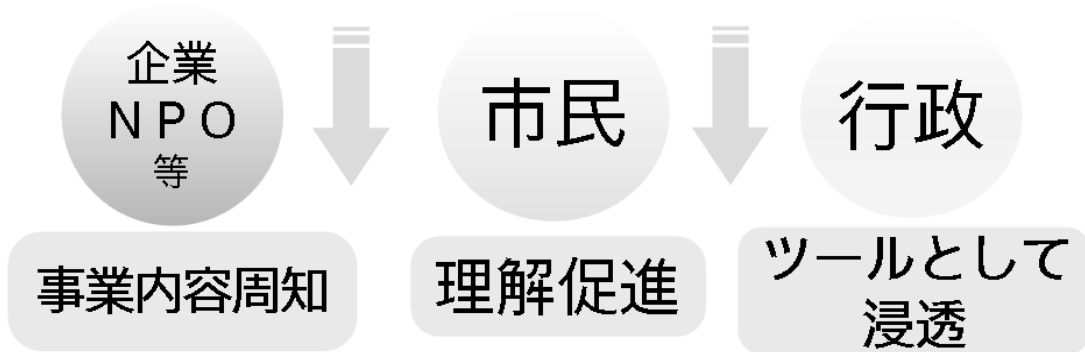 企業
ＮＰＯ
等
事業内容周知
市民
理解促進
行政
ツールとして
浸透